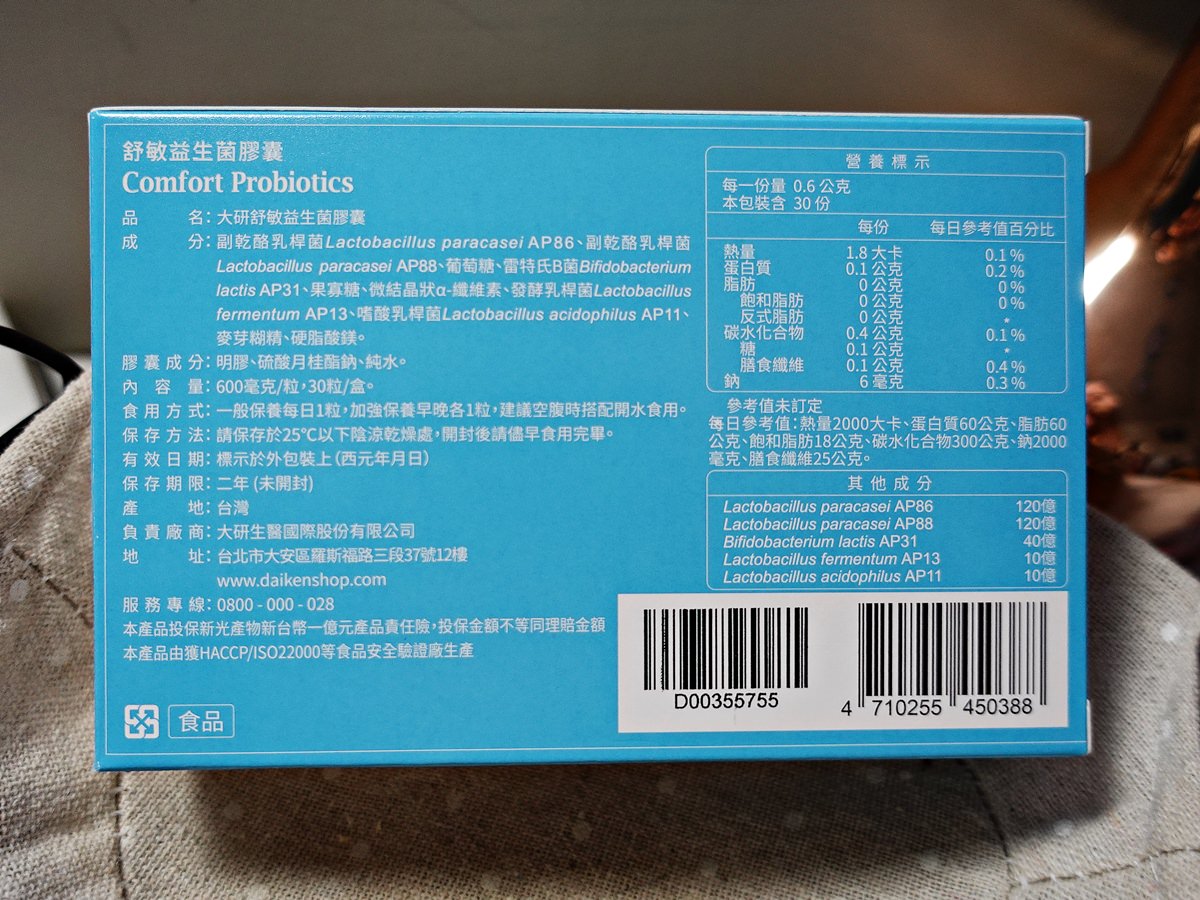 舒敏益生菌膠囊
Comfort Probiotics
品名：大研舒敏益生菌膠囊
成分：副乾酪乳桿菌Lactobacillus paracasei AP86、副乾酪乳桿菌
Lactobacillus paracasei AP88、葡萄糖、雷特氏B菌Bifidobacterium
lactis AP31、果寡糖、微結晶狀α-纖維素、發酵乳桿菌Lactobacillus
fermentum AP13、嗜酸乳桿菌Lactobacillus acidophilus AP11、
麥芽糊精、硬脂酸鎂。
膠囊成分：明膠、硫酸月桂酯鈉、純水。
內容量：600毫克/粒，30粒/盒。
食用方式：一般保養每日1粒，加強保養早晚各1粒，建議空腹時搭配開水食用。
保存方法：請保存於25℃以下陰涼乾燥處，開封後請儘早食用完畢。
有效日期：標示於外包裝上(西元年月日)
保存期限：二年 (未開封)
產地：台灣
負責廠商：大研生醫國際股份有限公司
地址：台北市大安區羅斯福路三段37號12樓
www.daikenshop.com
服務專線：0800 - 000 - 028
本產品投保新光產物新台幣一億元產品責任險，投保金額不等同理賠金額
本產品由獲HACCP/ISO22000等食品安全驗證廠生產
食品
營養標示
每一份量 0.6 公克
本包裝含 30 份
每份 每日參考值百分比
熱量 1.8 大卡 0.1 %
蛋白質 0.1 公克 0.2 %
脂肪 0 公克 0 %
飽和脂肪 0 公克 0 %
反式脂肪 0 公克 *
碳水化合物 0.4 公克 0.1 %
糖 0.1 公克 *
膳食纖維 0.1 公克 0.4 %
鈉 6 毫克 0.3 %
參考值未訂定
每日參考值：熱量2000大卡、蛋白質60公克、脂肪60
公克、飽和脂肪18公克、碳水化合物300公克、鈉2000
毫克、膳食纖維25公克。
其他成分
Lactobacillus paracasei AP86 120億
Lactobacillus paracasei AP88 120億
Bifidobacterium lactis AP31 40億
Lactobacillus fermentum AP13 10億
Lactobacillus acidophilus AP11 10億
D00355755
4 710255 450388